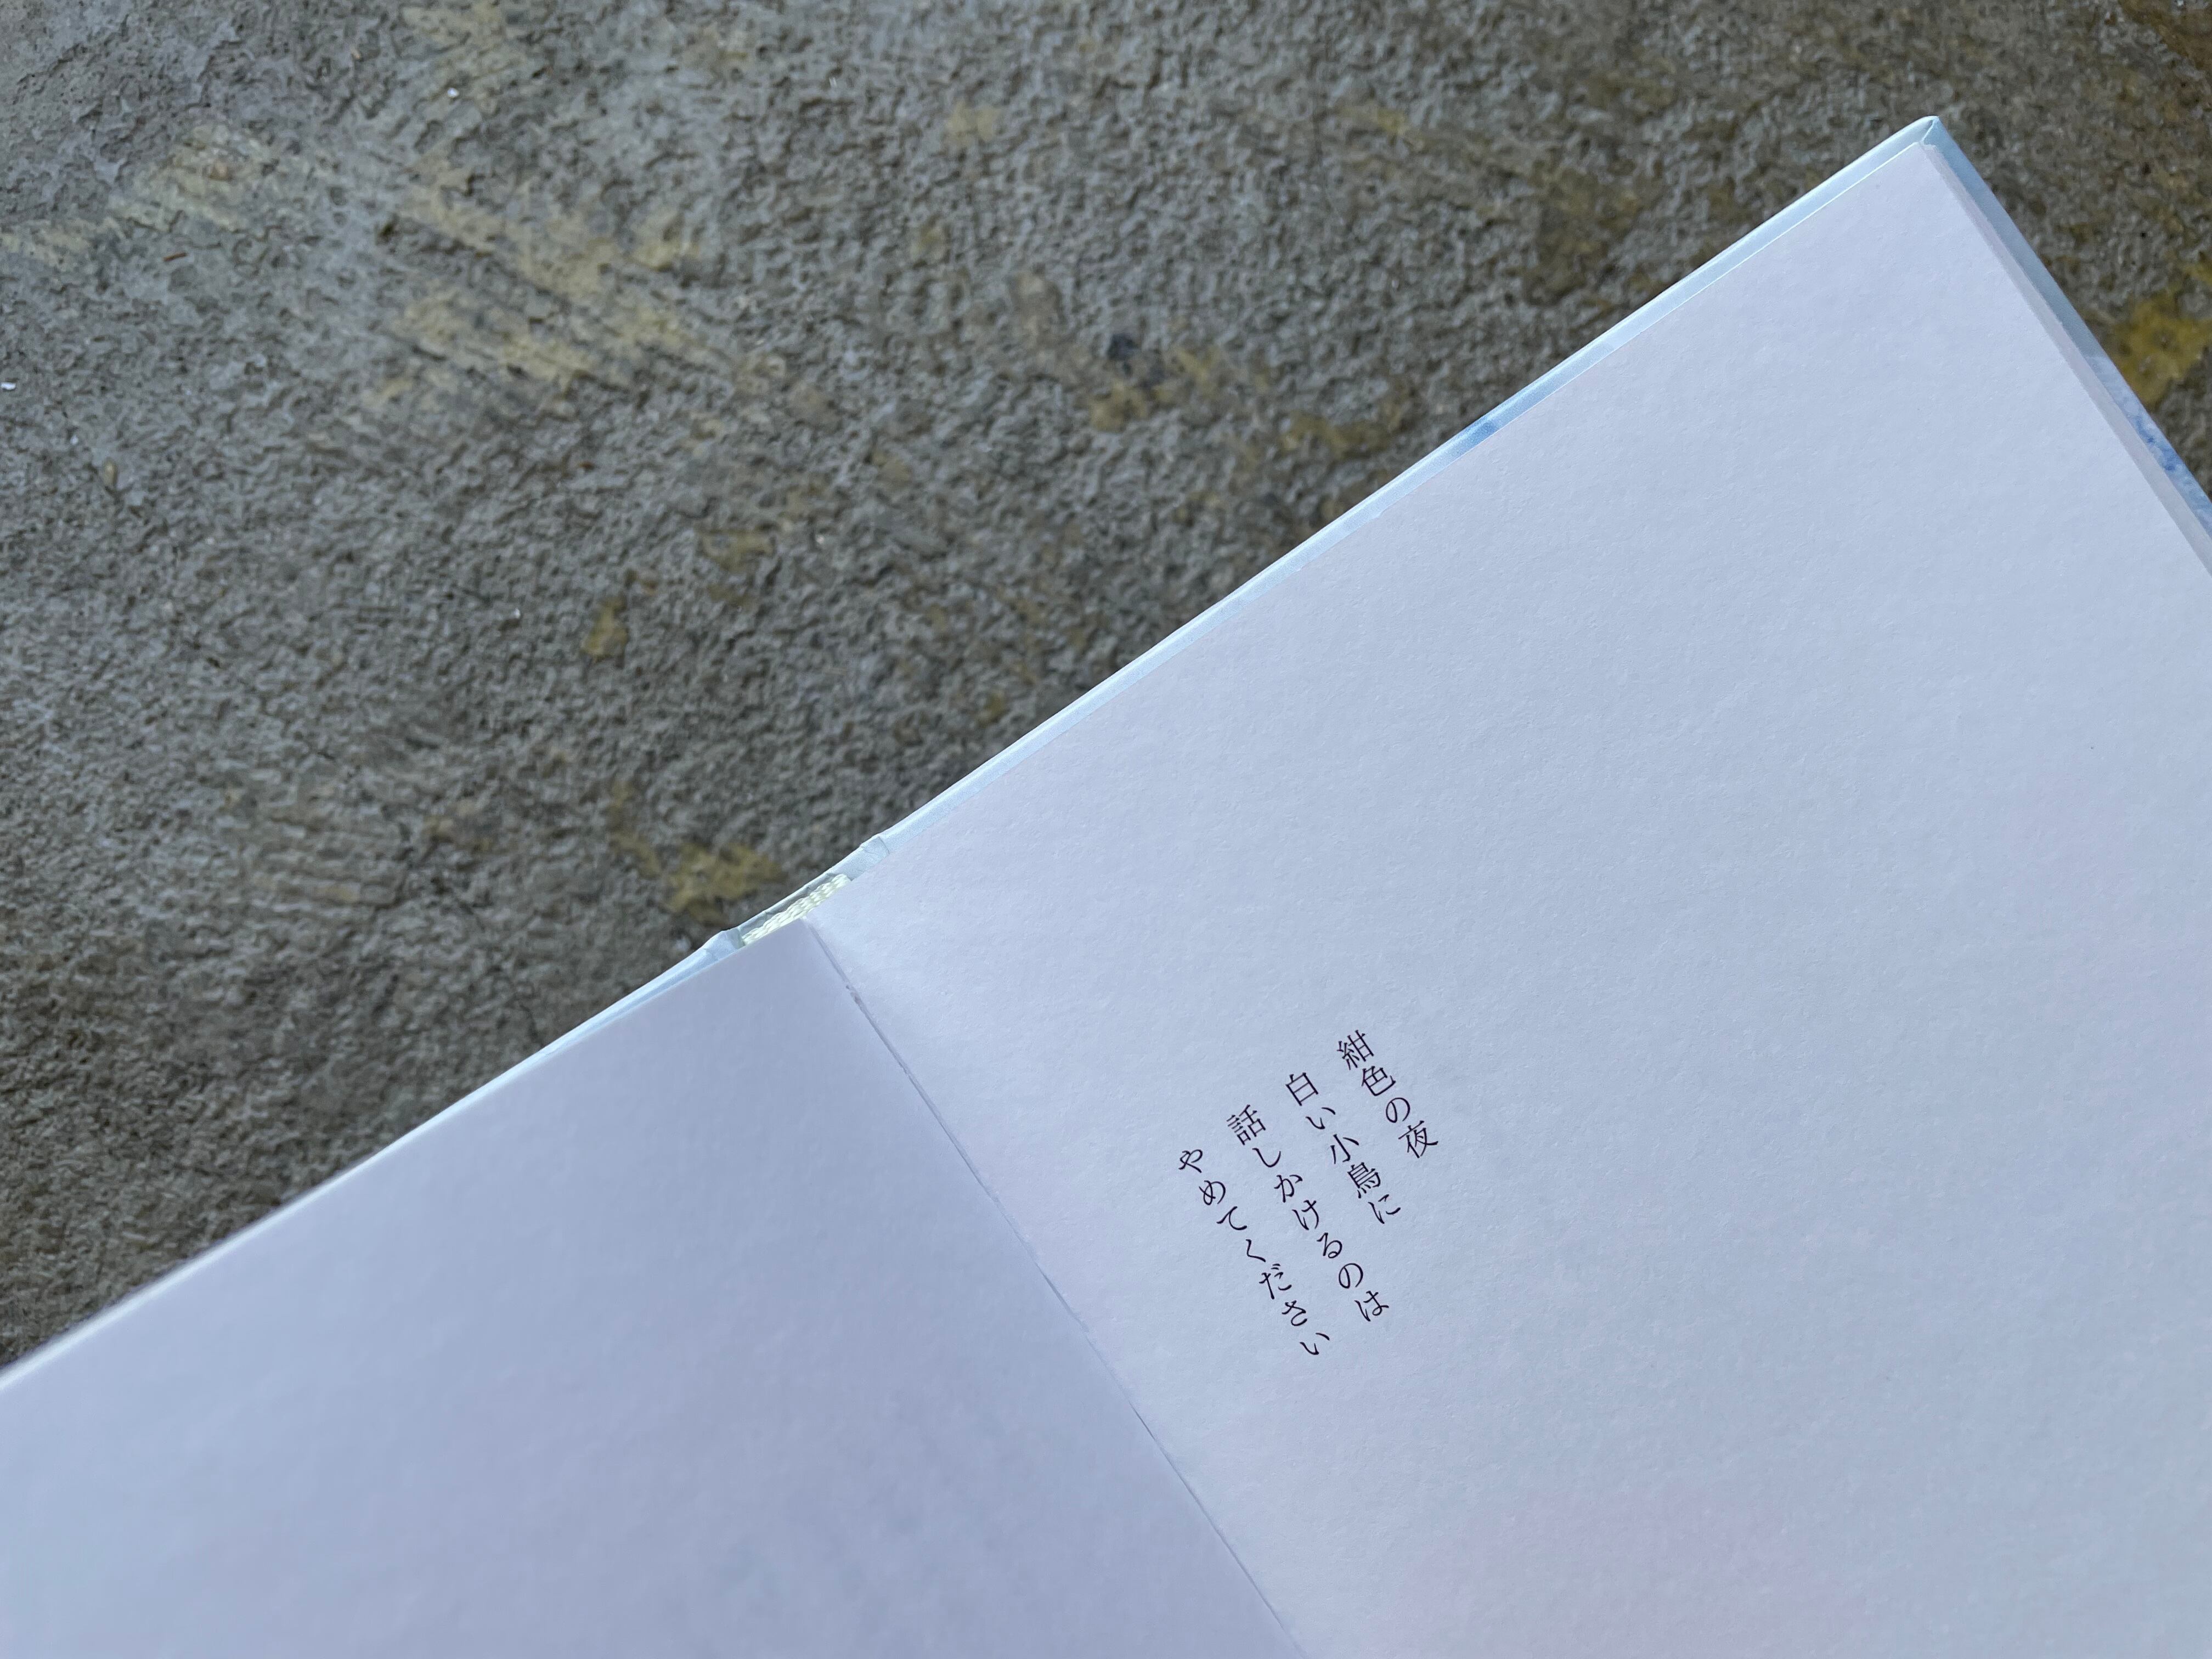 紺色の夜
白い小鳥に
話しかけるのは
やめてください